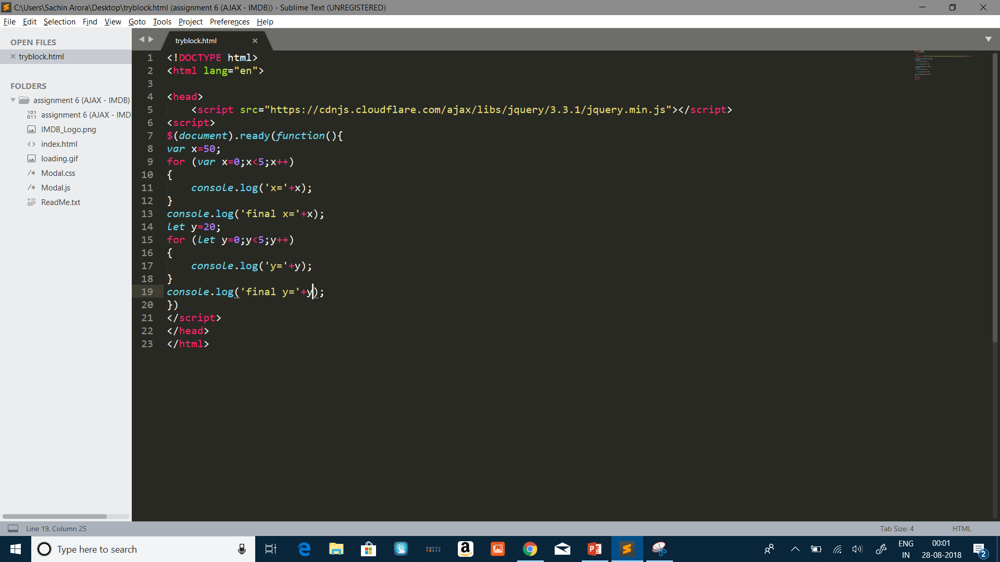 C:\Users\Sachin Arora\Desktop\tryblock.html (assignment 6 (AJAX - IMDB)) - Sublime Text (UNREGISTERED)
File Edit Selection Find View Goto Tools Project Preferences Help
OPEN FILES
tryblock.html
FOLDERS
assignment 6 (AJAX - IMDB)
assignment 6 (AJAX - IMD
IMDB_Logo.png
index.html
loading.gif
Modal.css
Modal.js
ReadMe.txt
tryblock.html
1 <!DOCTYPE html>
2 <html lang="en">
3
4 <head>
5     <script src="https://cdnjs.cloudflare.com/ajax/libs/jquery/3.3.1/jquery.min.js"></script>
6 <script>
7 $(document).ready(function(){
8 var x=50;
9 for (var x=0;x<5;x++)
10 {
11     console.log('x='+x);
12 }
13 console.log('final x='+x);
14 let y=20;
15 for (let y=0;y<5;y++)
16 {
17     console.log('y='+y);
18 }
19 console.log('final y='+y);
20 })
21 </script>
22 </head>
23 </html>
Line 19, Column 25
Tab Size: 4
HTML
Type here to search
ENG
IN
00:01
28-08-2018
2